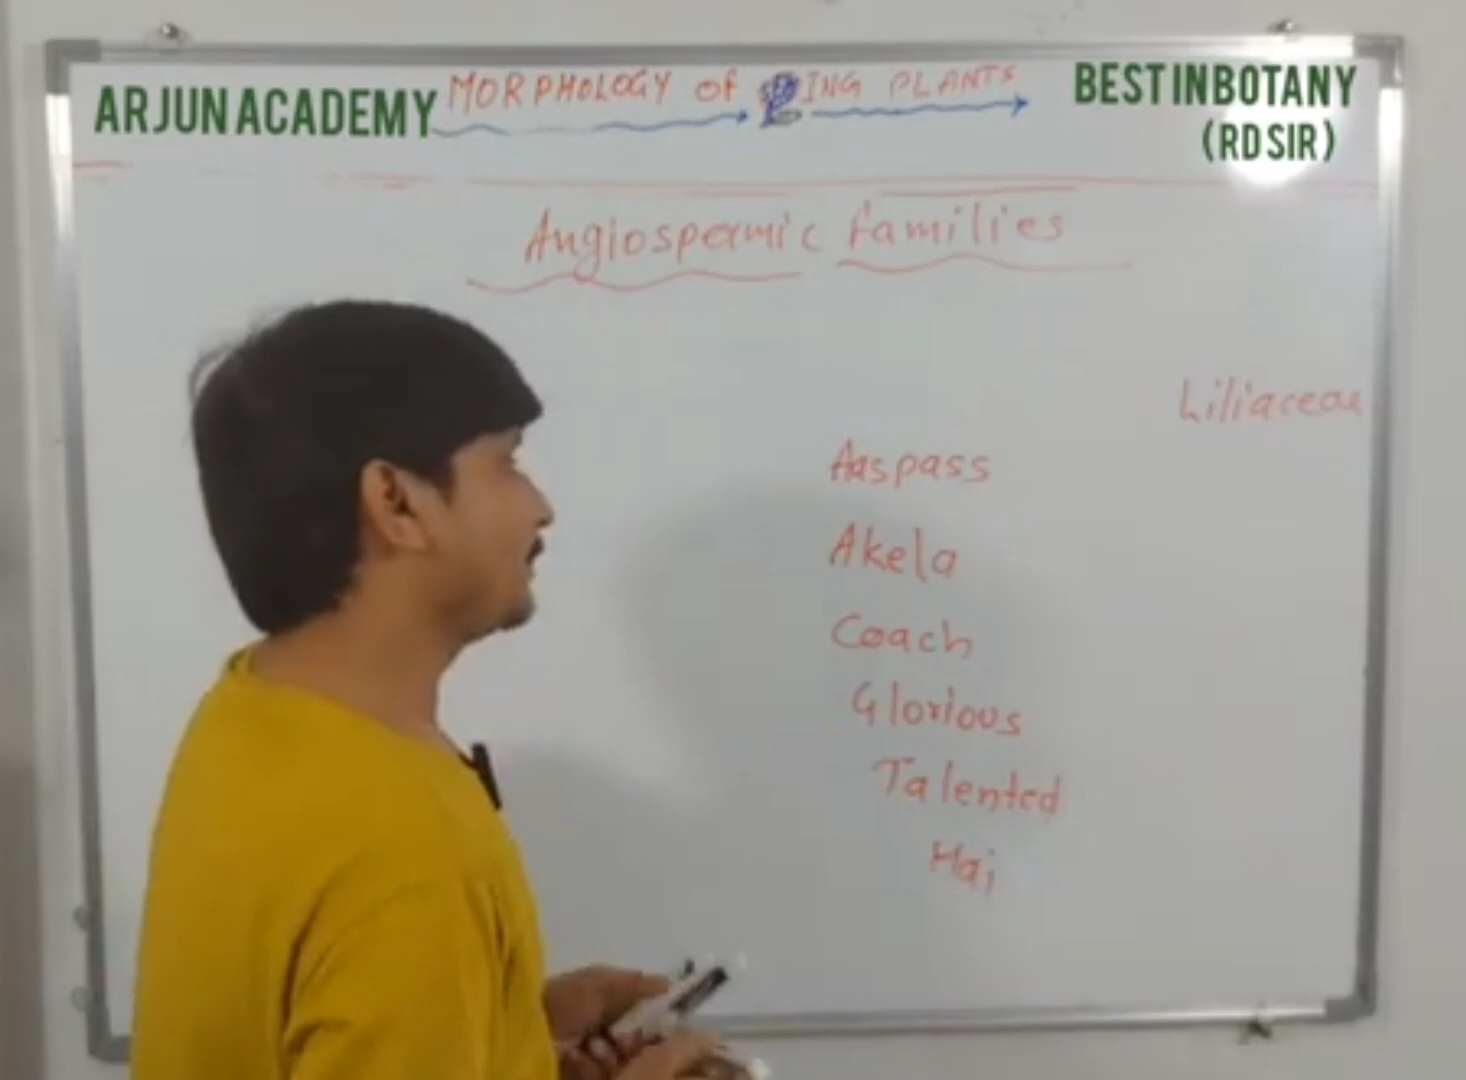 ARJUN ACADEMY MORPHOLOGY OF ING PLANTS BEST IN BOTANY
(RD SIR)
Angiospermic families
Liliaceae
Aaspass
Akela
Coach
Glorious
Talented
Hai